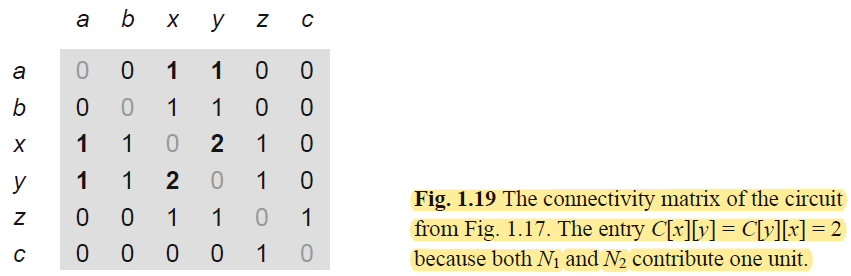 a b x y z c
a 0 0 1 1 0 0
b 0 0 1 1 0 0
x 1 1 0 2 1 0
y 1 1 2 0 1 0
z 0 0 1 1 0 1
c 0 0 0 0 1 0
Fig. 1.19 The connectivity matrix of the circuit
from Fig. 1.17. The entry C[x][y] = C[y][x] = 2
because both N₁ and N₂ contribute one unit.